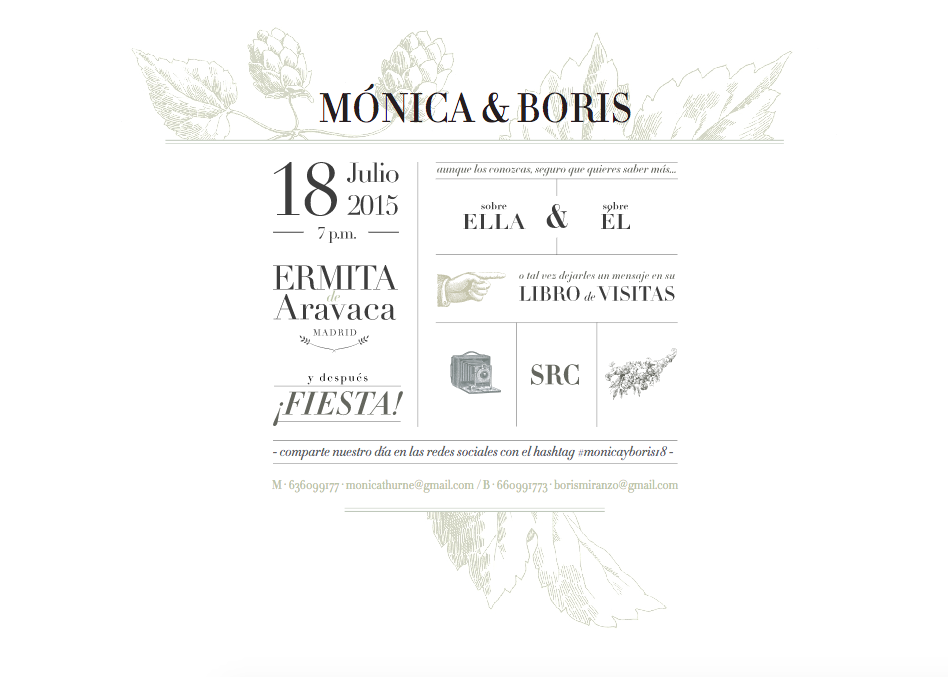 MÓNICA & BORIS
18 Julio
2015
7 p.m.
ERMITA
de
Aravaca
MADRID
y después
¡FIESTA!
aunque los conozcas, seguro que quieres saber más...
sobre
ELLA
&
sobre
ÉL
o tal vez dejarles un mensaje en su
LIBRO de VISITAS
SRC
- comparte nuestro día en las redes sociales con el hashtag #monicayboris18 -
M · 636099177 · monicathurne@gmail.com / B · 660991773 · borismiranzo@gmail.com